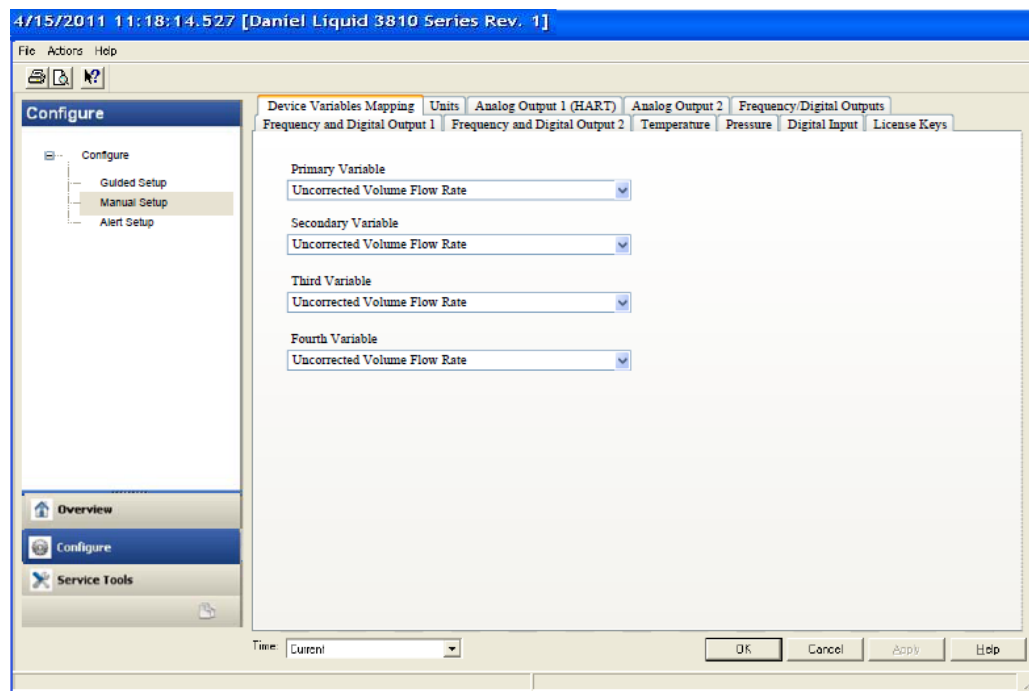 4/15/2011 11:18:14.527 [Daniel Liquid 3810 Series Rev. 1]
File Actions Help
Configure
Configure
Guided Setup
Manual Setup
Alert Setup
Overview
Configure
Service Tools
Device Variables Mapping Units Analog Output 1 (HART) Analog Output 2 Frequency/Digital Outputs
Frequency and Digital Output 1 Frequency and Digital Output 2 Temperature Pressure Digital Input License Keys
Primary Variable
Uncorrected Volume Flow Rate
Secondary Variable
Uncorrected Volume Flow Rate
Third Variable
Uncorrected Volume Flow Rate
Fourth Variable
Uncorrected Volume Flow Rate
Time: Current
OK Cancel Apply Help